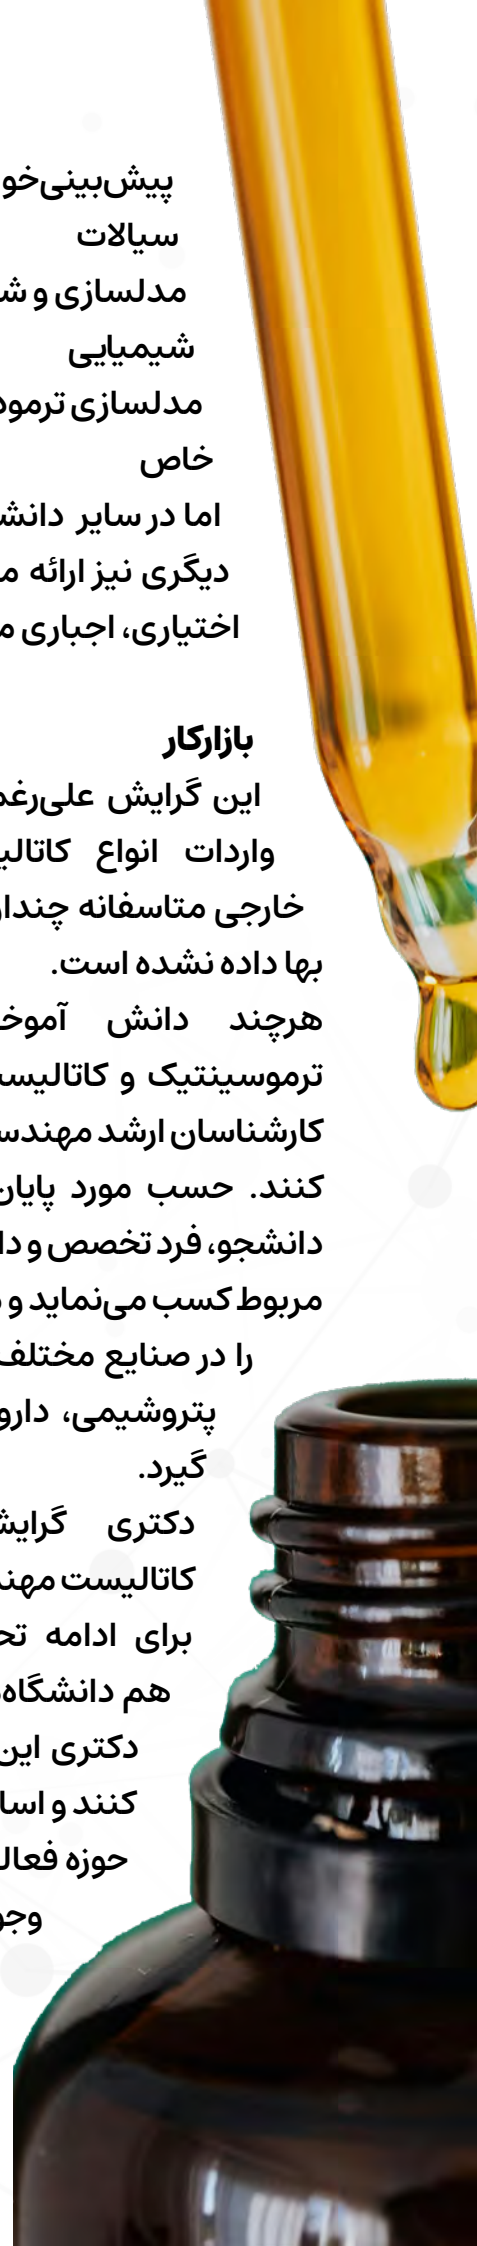 پیش‌بینی‌خو
سیالات
مدلسازی و ش
شیمیایی
مدلسازی ترمود
خاص
اما در سایر دانش
دیگری نیز ارائه م
اختیاری، اجباری م
بازارکار
این گرایش علی‌رغم
واردات انواع کاتالی
خارجی متاسفانه چندا
بها داده نشده است.
هرچند دانش آموخ
ترموسینتیک و کاتالیس
کارشناسان ارشد مهندس
کنند. حسب مورد پایان
دانشجو، فرد تخصص و دا
مربوط کسب می‌نماید و
را در صنایع مختلف
پتروشیمی، دارو
گیرد.
دکتری گرایش
کاتالیست مهند
برای ادامه تح
هم دانشگاه‌
دکتری این
کنند و اسا
حوزه فعال
وجو